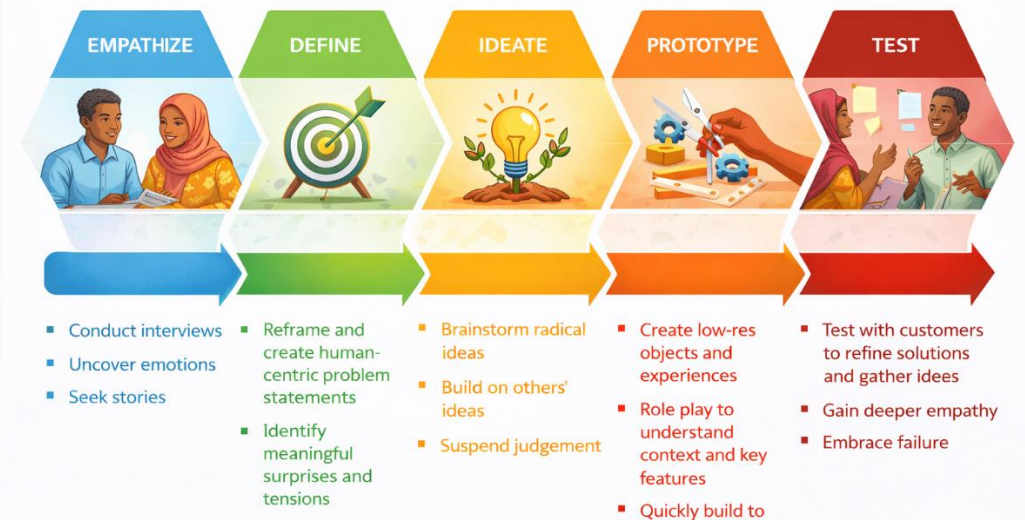 EMPATHIZE
DEFINE
IDEATE
PROTOTYPE
TEST
Conduct interviews
Uncover emotions
Seek stories
Reframe and
create human-
centric problem
statements
Identify
meaningful
surprises and
tensions
Brainstorm radical
ideas
Build on others'
ideas
Suspend judgement
Create low-res
objects and
experiences
Role play to
understand
context and key
features
Quickly build to
Test with customers
to refine solutions
and gather idees
Gain deeper empathy
Embrace failure